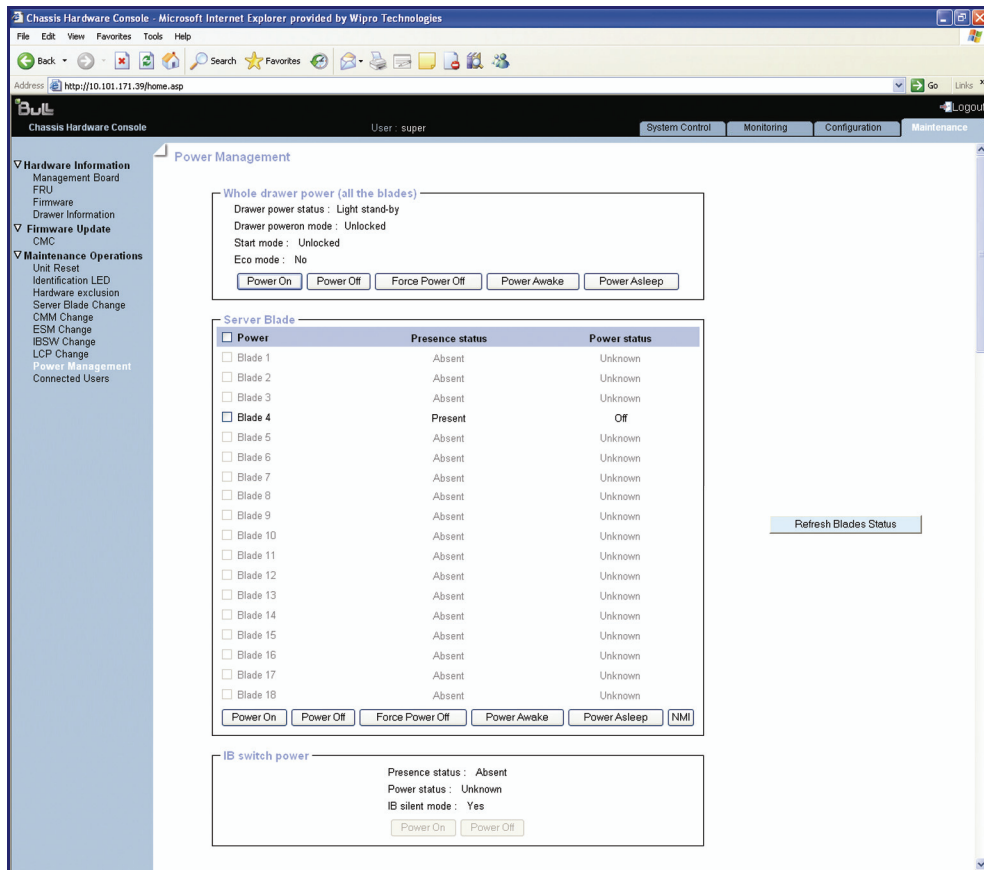 Chassis Hardware Console - Microsoft Internet Explorer provided by Wipro Technologies
File Edit View Favorites Tools Help
Back Search Favorites
Address http://10.101.171.39/home.asp Go Links »
Bull Logout
Chassis Hardware Console User : super System Control Monitoring Configuration Maintenance
Hardware Information
Management Board
FRU
Firmware
Drawer Information
Firmware Update
CMC
Maintenance Operations
Unit Reset
Identification LED
Hardware exclusion
Server Blade Change
CMM Change
ESM Change
IBSW Change
LCP Change
Power Management
Connected Users
Power Management
Whole drawer power (all the blades)
Drawer power status : Light stand-by
Drawer poweron mode : Unlocked
Start mode : Unlocked
Eco mode : No
Power On Power Off Force Power Off Power Awake Power Asleep
Server Blade
Power Presence status Power status
Blade 1 Absent Unknown
Blade 2 Absent Unknown
Blade 3 Absent Unknown
Blade 4 Present Off
Blade 5 Absent Unknown
Blade 6 Absent Unknown
Blade 7 Absent Unknown
Blade 8 Absent Unknown
Blade 9 Absent Unknown
Blade 10 Absent Unknown
Blade 11 Absent Unknown
Blade 12 Absent Unknown
Blade 13 Absent Unknown
Blade 14 Absent Unknown
Blade 15 Absent Unknown
Blade 16 Absent Unknown
Blade 17 Absent Unknown
Blade 18 Absent Unknown
Power On Power Off Force Power Off Power Awake Power Asleep NMI
Refresh Blades Status
IB switch power
Presence status : Absent
Power status : Unknown
IB silent mode : Yes
Power On Power Off